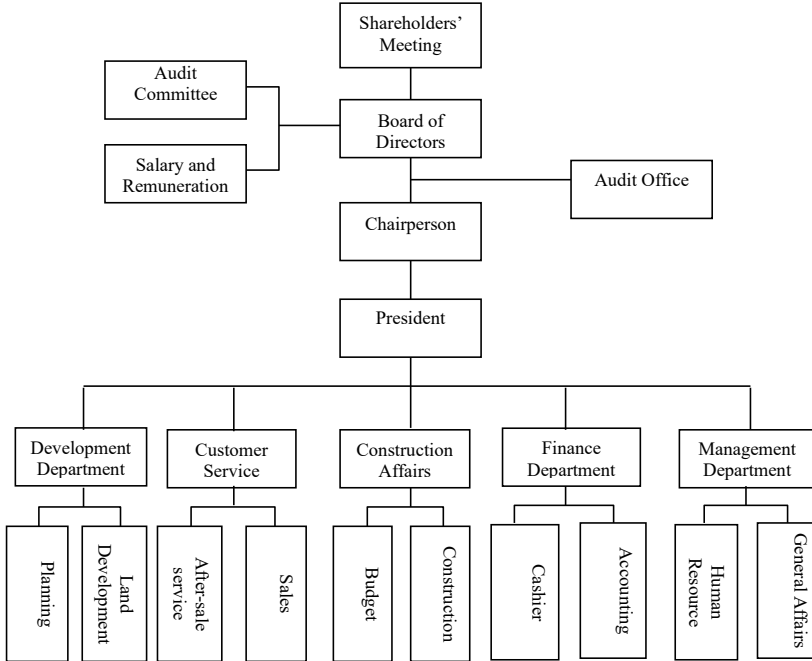 Shareholders’
Meeting
Audit
Committee
Board of
Directors
Salary and
Remuneration
Audit Office
Chairperson
President
Development
Department
Customer
Service
Construction
Affairs
Finance
Department
Management
Department
Planning
Land
Development
After-sale
service
Sales
Budget
Construction
Cashier
Accounting
Human
Resource
General Affairs